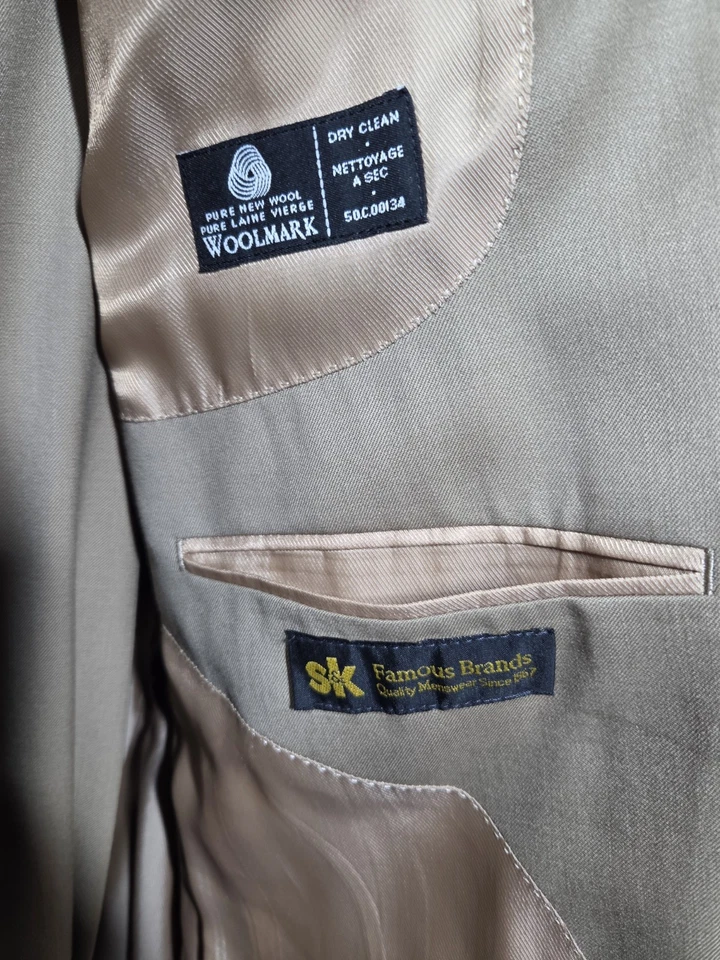 PURE NEW WOOL
PURE LAINE VIERGE
WOOLMARK
DRY CLEAN
•
NETTOYAGE
A SEC
•
50.C.00134
S&K
Famous Brands
Quality Menswear Since 1967